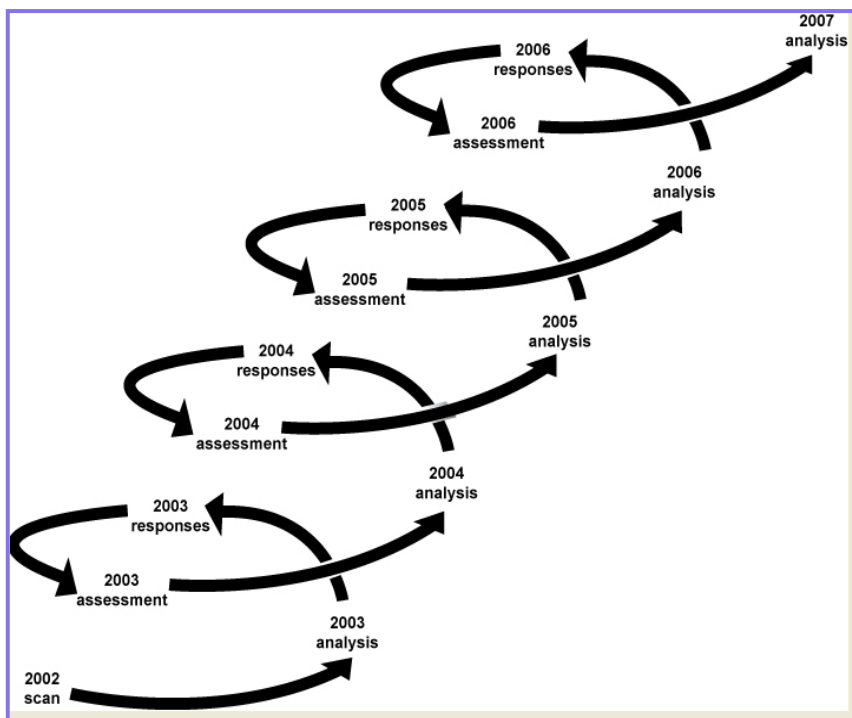 2007
analysis
2006
responses
2006
assessment
2006
analysis
2005
responses
2005
assessment
2005
analysis
2004
responses
2004
assessment
2004
analysis
2003
responses
2003
assessment
2003
analysis
2002
scan